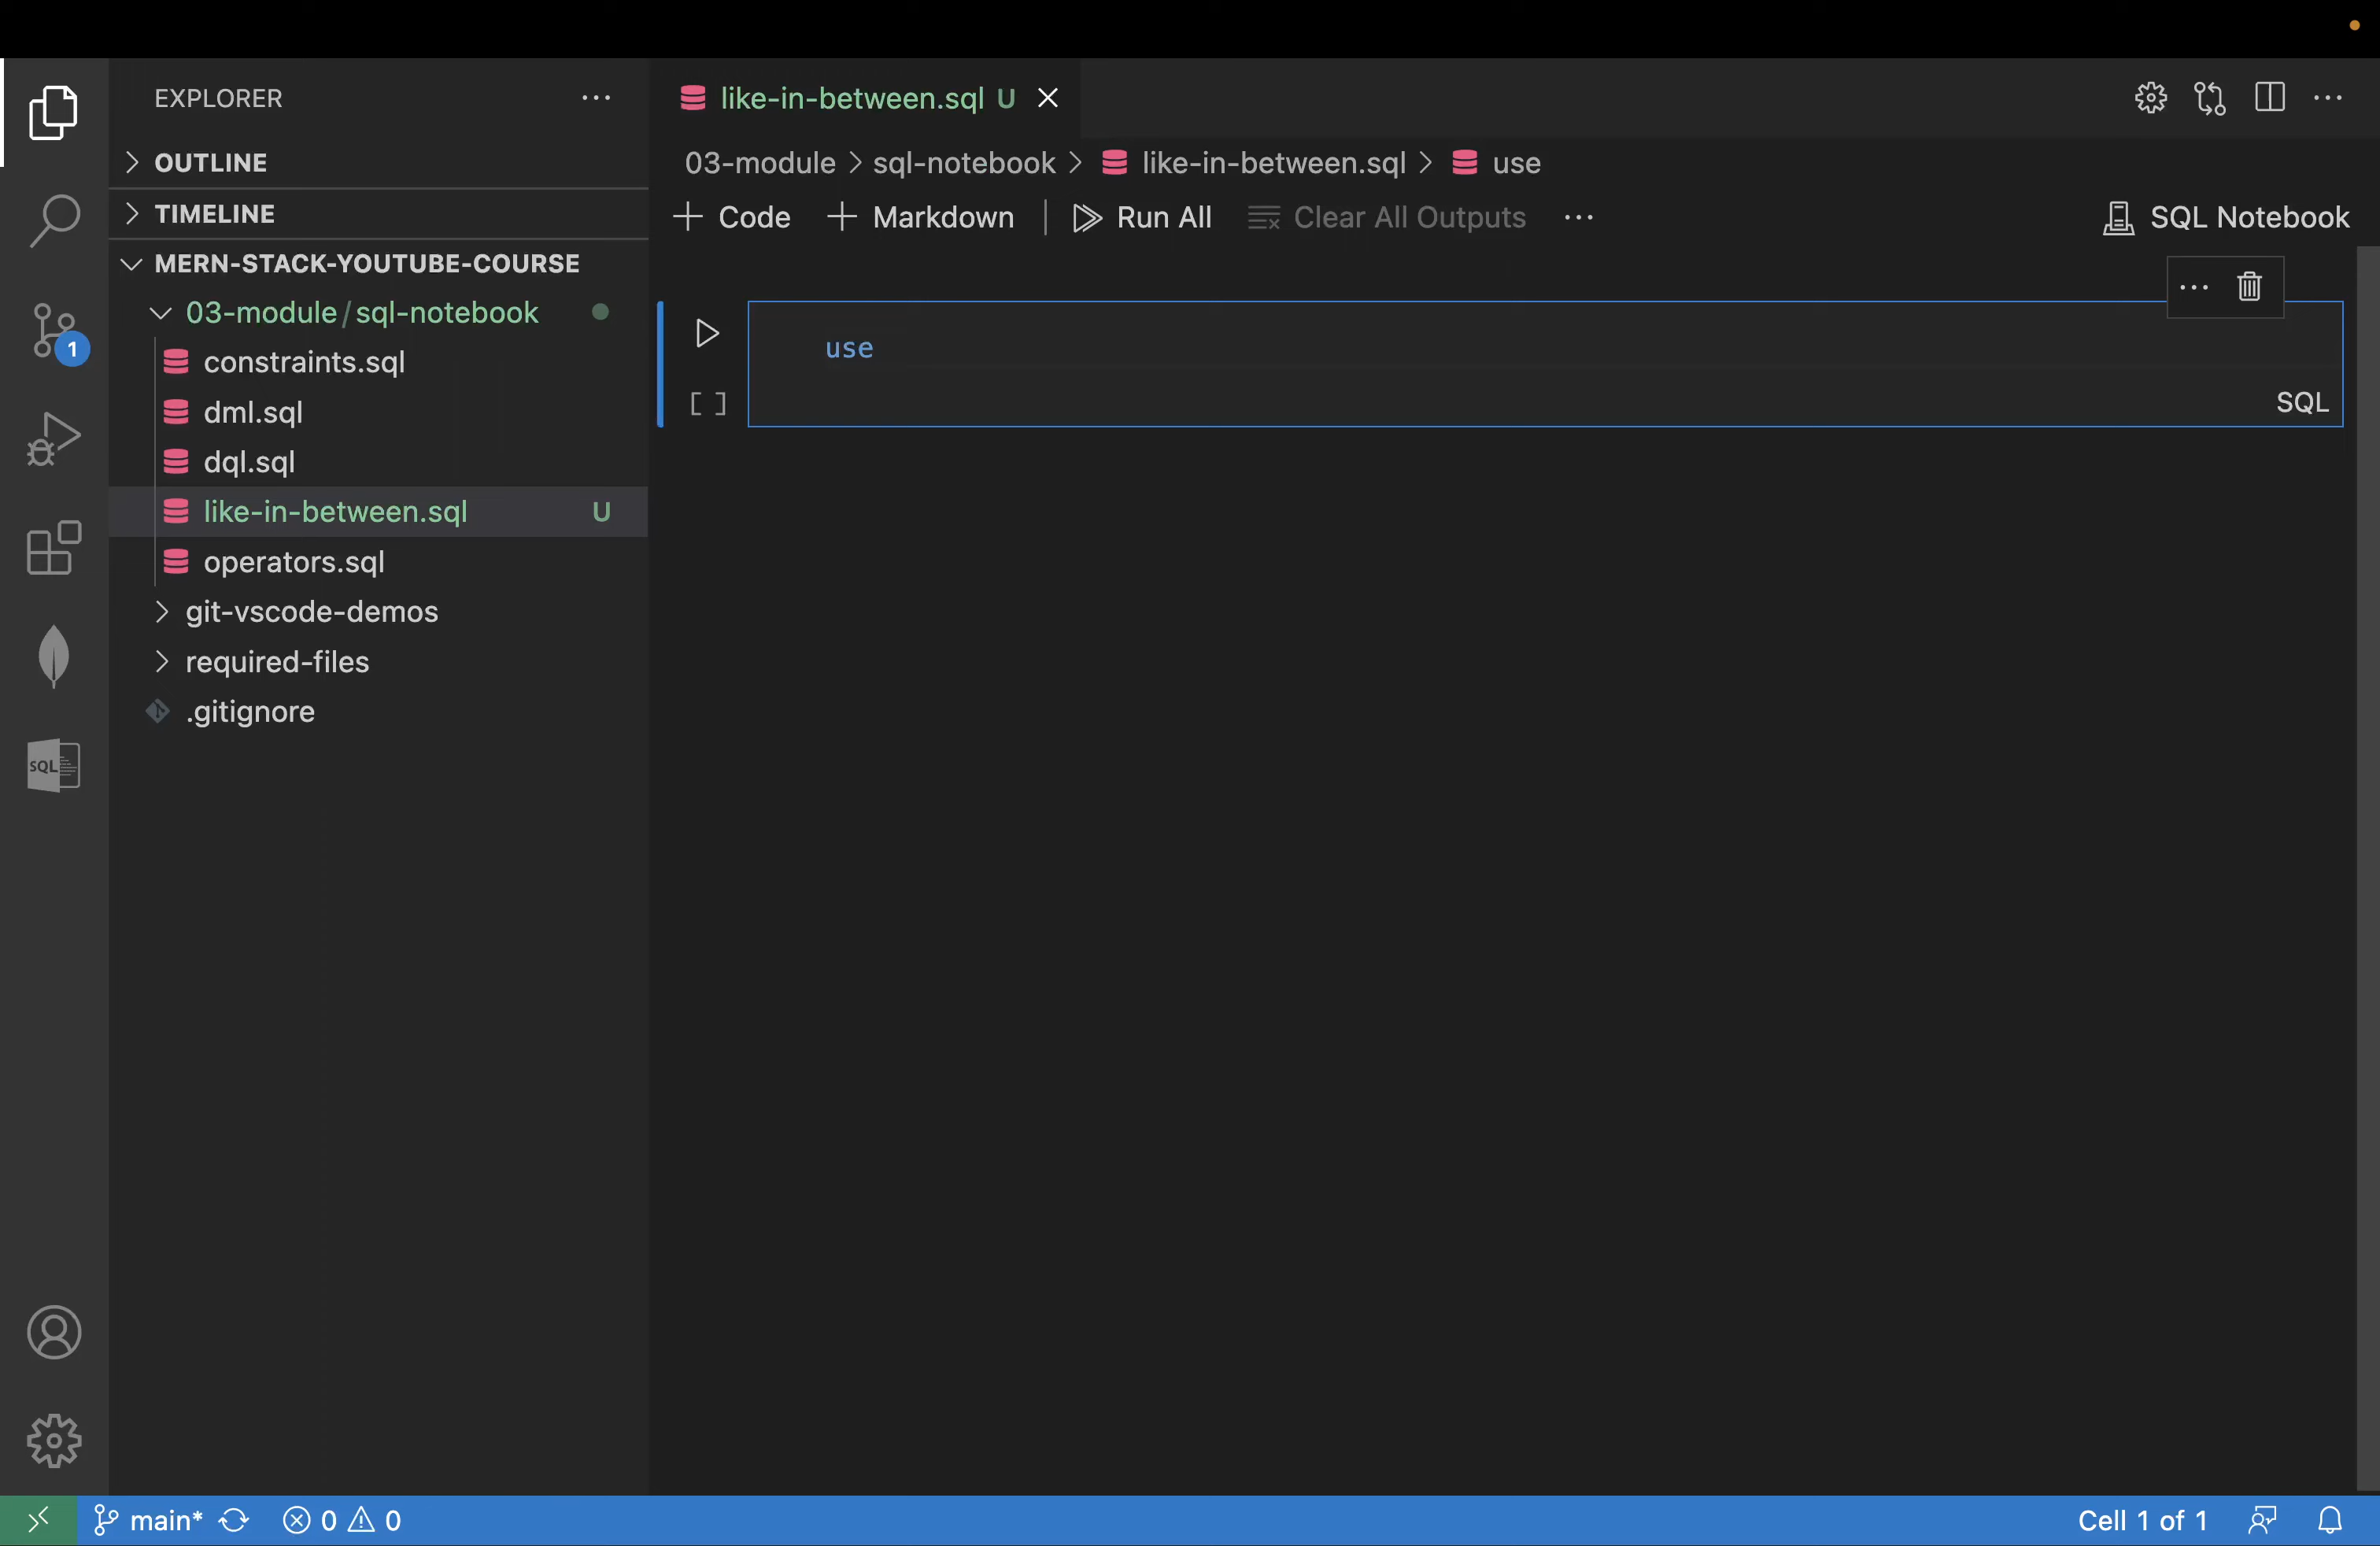 EXPLORER
OUTLINE
TIMELINE
MERN-STACK-YOUTUBE-COURSE
03-module/sql-notebook
constraints.sql
dml.sql
dql.sql
like-in-between.sql U
operators.sql
git-vscode-demos
required-files
.gitignore
1
SQL
like-in-between.sql U
03-module > sql-notebook > like-in-between.sql > use
+ Code + Markdown | Run All Clear All Outputs ...
SQL Notebook
use
[ ]
SQL
main* 0 0
Cell 1 of 1